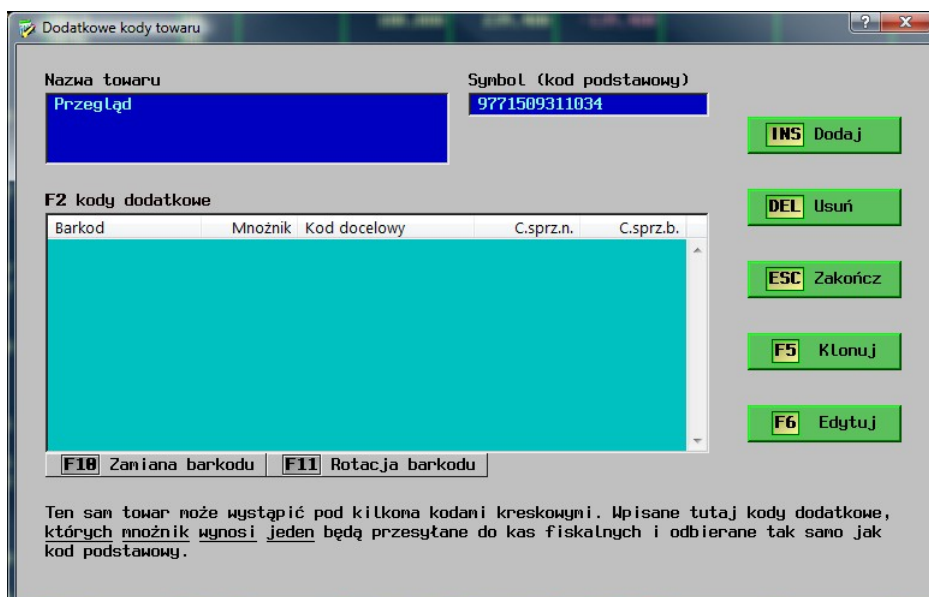 Dodatkowe kody towaru
Nazwa towaru
Symbol (kod podstawowy)
Przegląd
9771509311034
INS Dodaj
F2 kody dodatkowe
DEL Usuń
Barkod Mnożnik Kod docelowy C.sprz.n. C.sprz.b.
ESC Zakończ
F5 Klonuj
F6 Edytuj
F10 Zamiana barkodu F11 Rotacja barkodu
Ten sam towar może wystąpić pod kilkoma kodami kreskowymi. Wpisane tutaj kody dodatkowe,
których mnożnik wynosi jeden będą przesyłane do kas fiskalnych i odbierane tak samo jak
kod podstawowy.